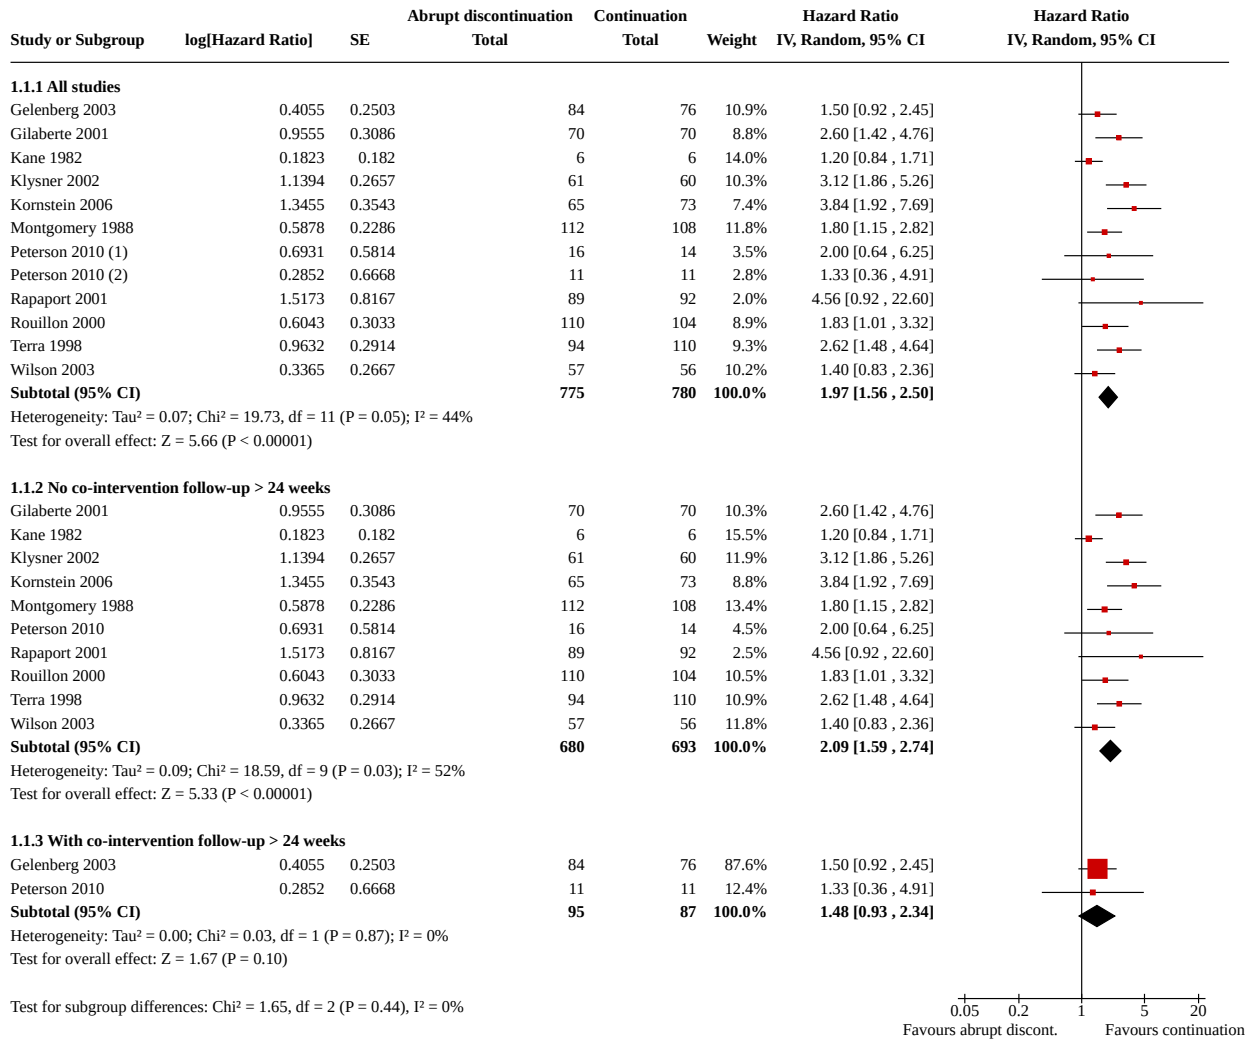 Abrupt discontinuation Continuation Hazard Ratio Hazard Ratio
Study or Subgroup log[Hazard Ratio] SE Total Total Weight IV, Random, 95% CI IV, Random, 95% CI
1.1.1 All studies
Gelenberg 2003 0.4055 0.2503 84 76 10.9% 1.50 [0.92 , 2.45]
Gilaberte 2001 0.9555 0.3086 70 70 8.8% 2.60 [1.42 , 4.76]
Kane 1982 0.1823 0.182 6 6 14.0% 1.20 [0.84 , 1.71]
Klysner 2002 1.1394 0.2657 61 60 10.3% 3.12 [1.86 , 5.26]
Kornstein 2006 1.3455 0.3543 65 73 7.4% 3.84 [1.92 , 7.69]
Montgomery 1988 0.5878 0.2286 112 108 11.8% 1.80 [1.15 , 2.82]
Peterson 2010 (1) 0.6931 0.5814 16 14 3.5% 2.00 [0.64 , 6.25]
Peterson 2010 (2) 0.2852 0.6668 11 11 2.8% 1.33 [0.36 , 4.91]
Rapaport 2001 1.5173 0.8167 89 92 2.0% 4.56 [0.92 , 22.60]
Rouillon 2000 0.6043 0.3033 110 104 8.9% 1.83 [1.01 , 3.32]
Terra 1998 0.9632 0.2914 94 110 9.3% 2.62 [1.48 , 4.64]
Wilson 2003 0.3365 0.2667 57 56 10.2% 1.40 [0.83 , 2.36]
Subtotal (95% CI) 775 780 100.0% 1.97 [1.56 , 2.50]
Heterogeneity: Tau² = 0.07; Chi² = 19.73, df = 11 (P = 0.05); I² = 44%
Test for overall effect: Z = 5.66 (P < 0.00001)
1.1.2 No co-intervention follow-up > 24 weeks
Gilaberte 2001 0.9555 0.3086 70 70 10.3% 2.60 [1.42 , 4.76]
Kane 1982 0.1823 0.182 6 6 15.5% 1.20 [0.84 , 1.71]
Klysner 2002 1.1394 0.2657 61 60 11.9% 3.12 [1.86 , 5.26]
Kornstein 2006 1.3455 0.3543 65 73 8.8% 3.84 [1.92 , 7.69]
Montgomery 1988 0.5878 0.2286 112 108 13.4% 1.80 [1.15 , 2.82]
Peterson 2010 0.6931 0.5814 16 14 4.5% 2.00 [0.64 , 6.25]
Rapaport 2001 1.5173 0.8167 89 92 2.5% 4.56 [0.92 , 22.60]
Rouillon 2000 0.6043 0.3033 110 104 10.5% 1.83 [1.01 , 3.32]
Terra 1998 0.9632 0.2914 94 110 10.9% 2.62 [1.48 , 4.64]
Wilson 2003 0.3365 0.2667 57 56 11.8% 1.40 [0.83 , 2.36]
Subtotal (95% CI) 680 693 100.0% 2.09 [1.59 , 2.74]
Heterogeneity: Tau² = 0.09; Chi² = 18.59, df = 9 (P = 0.03); I² = 52%
Test for overall effect: Z = 5.33 (P < 0.00001)
1.1.3 With co-intervention follow-up > 24 weeks
Gelenberg 2003 0.4055 0.2503 84 76 87.6% 1.50 [0.92 , 2.45]
Peterson 2010 0.2852 0.6668 11 11 12.4% 1.33 [0.36 , 4.91]
Subtotal (95% CI) 95 87 100.0% 1.48 [0.93 , 2.34]
Heterogeneity: Tau² = 0.00; Chi² = 0.03, df = 1 (P = 0.87); I² = 0%
Test for overall effect: Z = 1.67 (P = 0.10)
Test for subgroup differences: Chi² = 1.65, df = 2 (P = 0.44), I² = 0%
0.05 0.2 1 5 20
Favours abrupt discont. Favours continuation